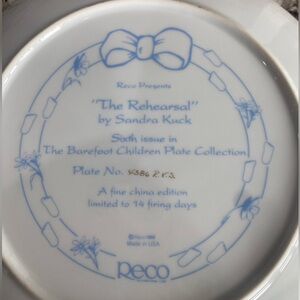 Reco Presents
"The Rehearsal"
by Sandra Kuck
Sixth issue in
The Barefoot Children Plate Collection
Plate No.
A fine china edition
limited to 14 firing days
Made in USA
Reco